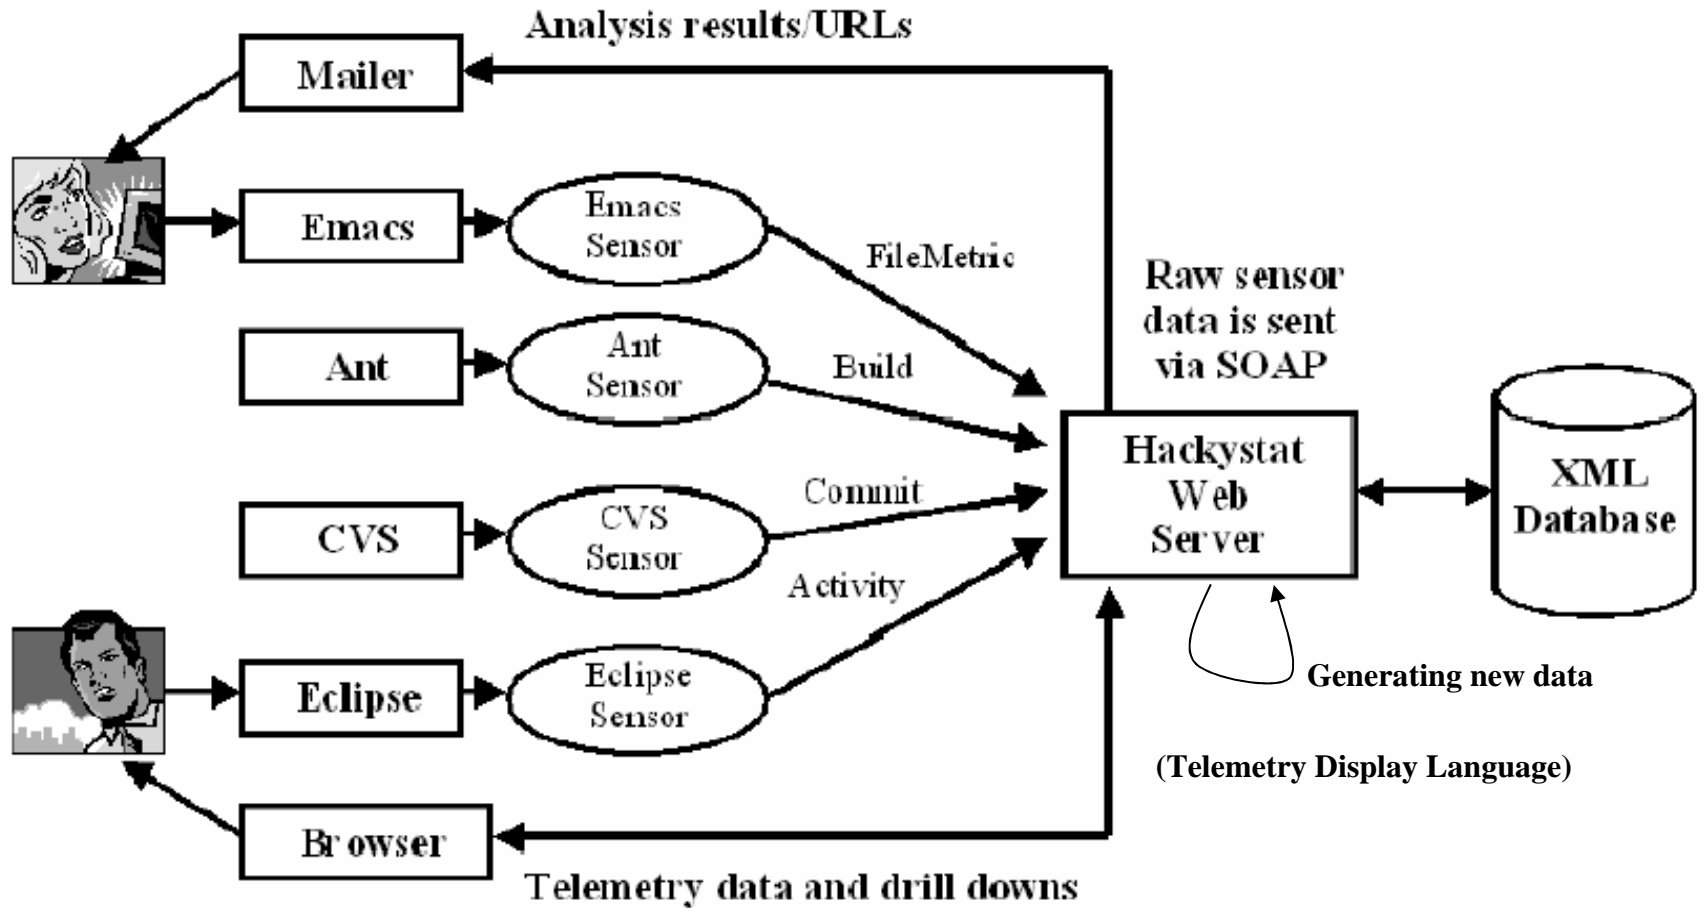 Analysis results/URLs
Mailer
Emacs
Emacs
Sensor
FileMetric
Raw sensor
data is sent
via SOAP
Ant
Ant
Sensor
Build
Hackystat
Web
Server
XML
Database
CVS
CVS
Sensor
Commit
Activity
Eclipse
Eclipse
Sensor
Generating new data
(Telemetry Display Language)
Browser
Telemetry data and drill downs